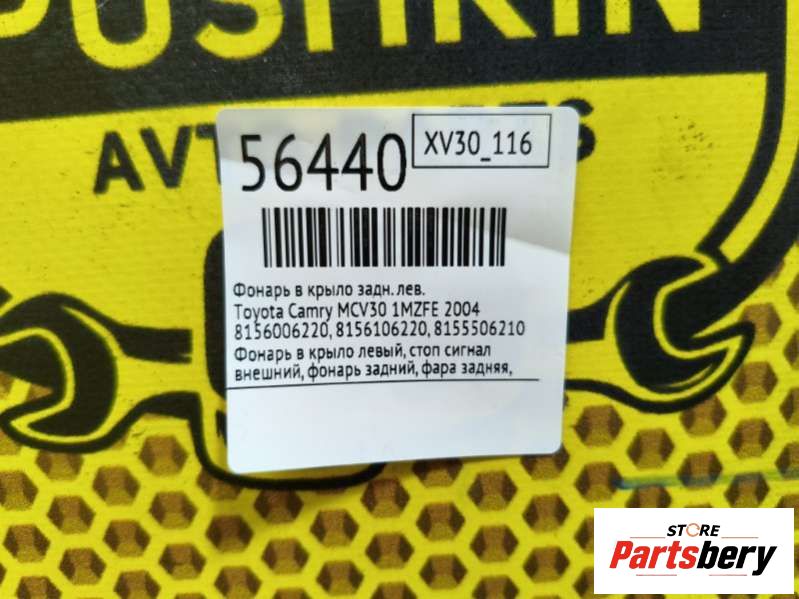 PUSHKIN
56440
XV30_116
Фонарь в крыло задн. лев.
Toyota Camry MCV30 1MZFE 2004
8156006220, 8156106220, 8155506210
Фонарь в крыло левый, стоп сигнал
внешний, фонарь задний, фара задняя,
STORE
Partsbery